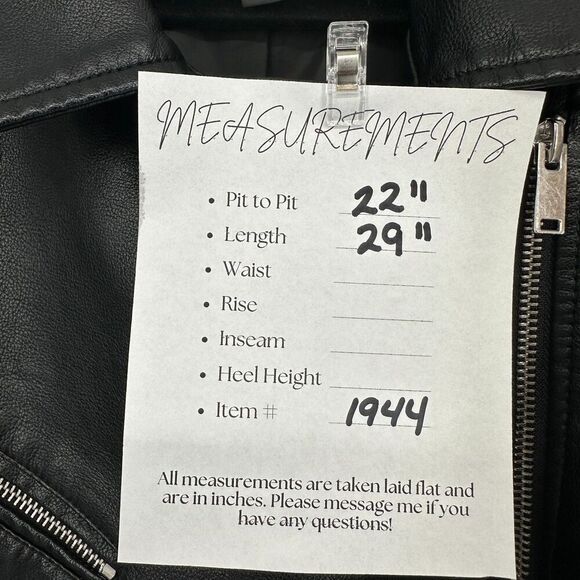 MEASUREMENTS
• Pit to Pit 22"
• Length 29"
• Waist
• Rise
• Inseam
• Heel Height
• Item # 1944
All measurements are taken laid flat and
are in inches. Please message me if you
have any questions!